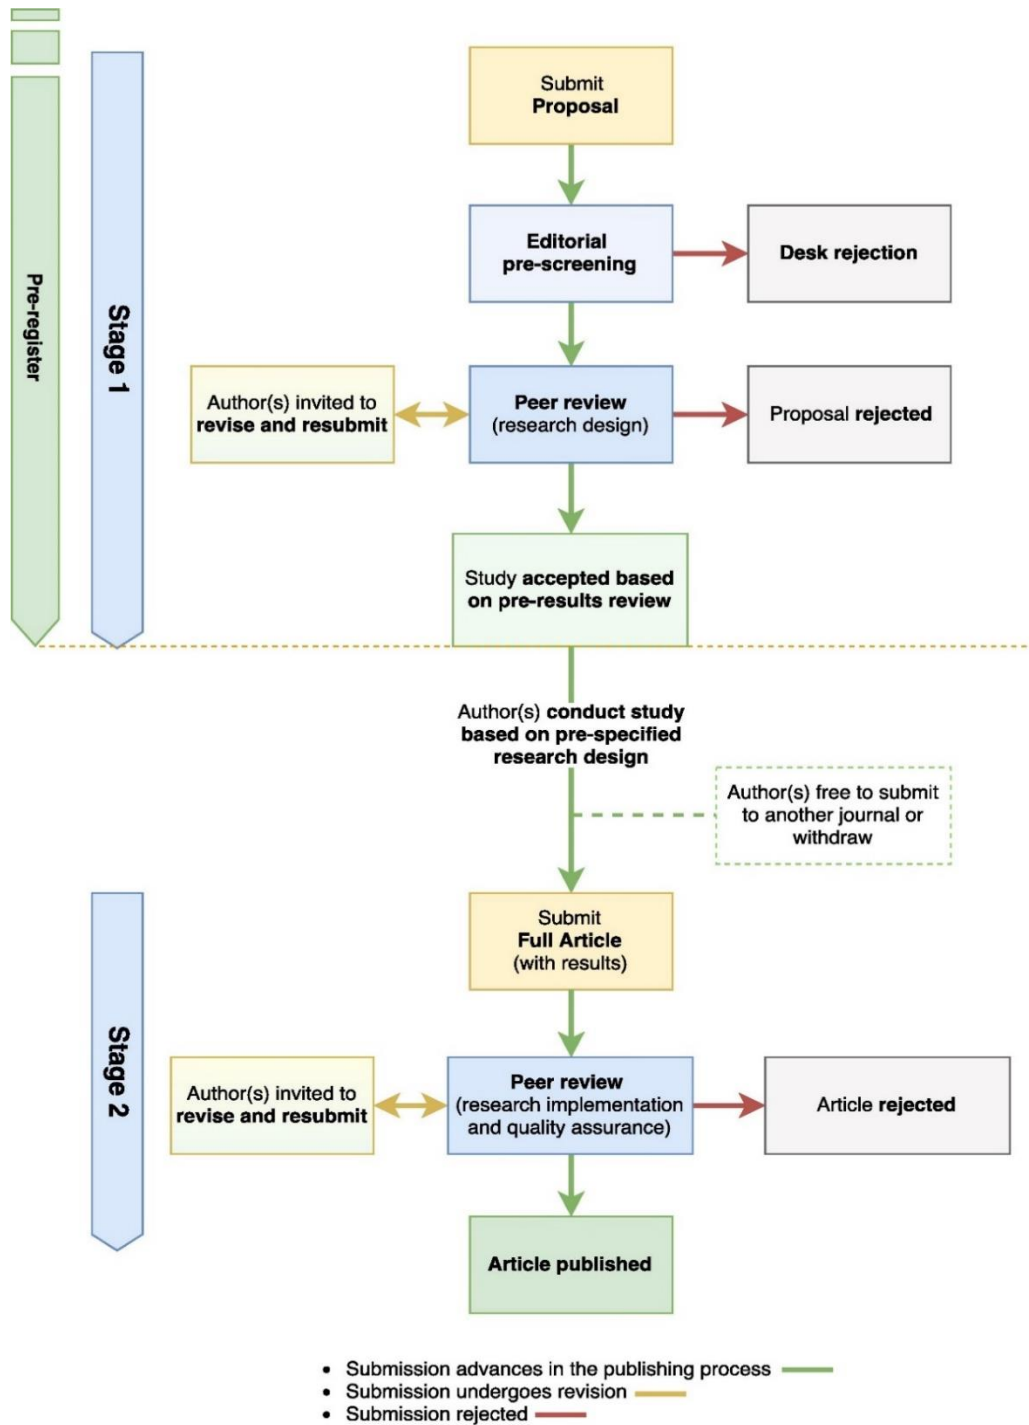 Submit
Proposal
Editorial
pre-screening
Desk rejection
Pre-register
Stage 1
Author(s) invited to
revise and resubmit
Peer review
(research design)
Proposal rejected
Study accepted based
on pre-results review
Author(s) conduct study
based on pre-specified
research design
Author(s) free to submit
to another journal or
withdraw
Submit
Full Article
(with results)
Stage 2
Author(s) invited to
revise and resubmit
Peer review
(research implementation
and quality assurance)
Article rejected
Article published
• Submission advances in the publishing process
• Submission undergoes revision
• Submission rejected